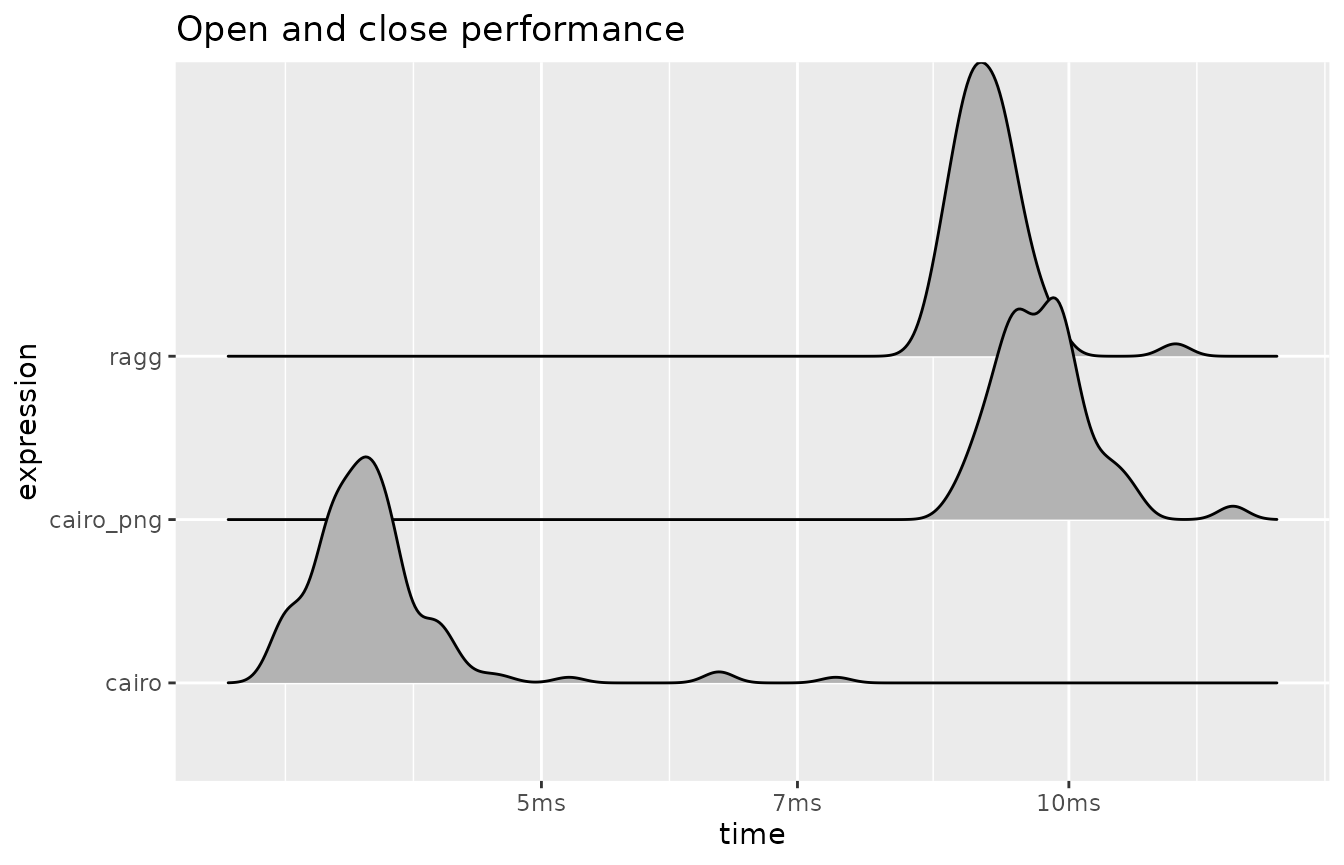 Open and close performance
expression
ragg
cairo_png
cairo
5ms 7ms 10ms
time